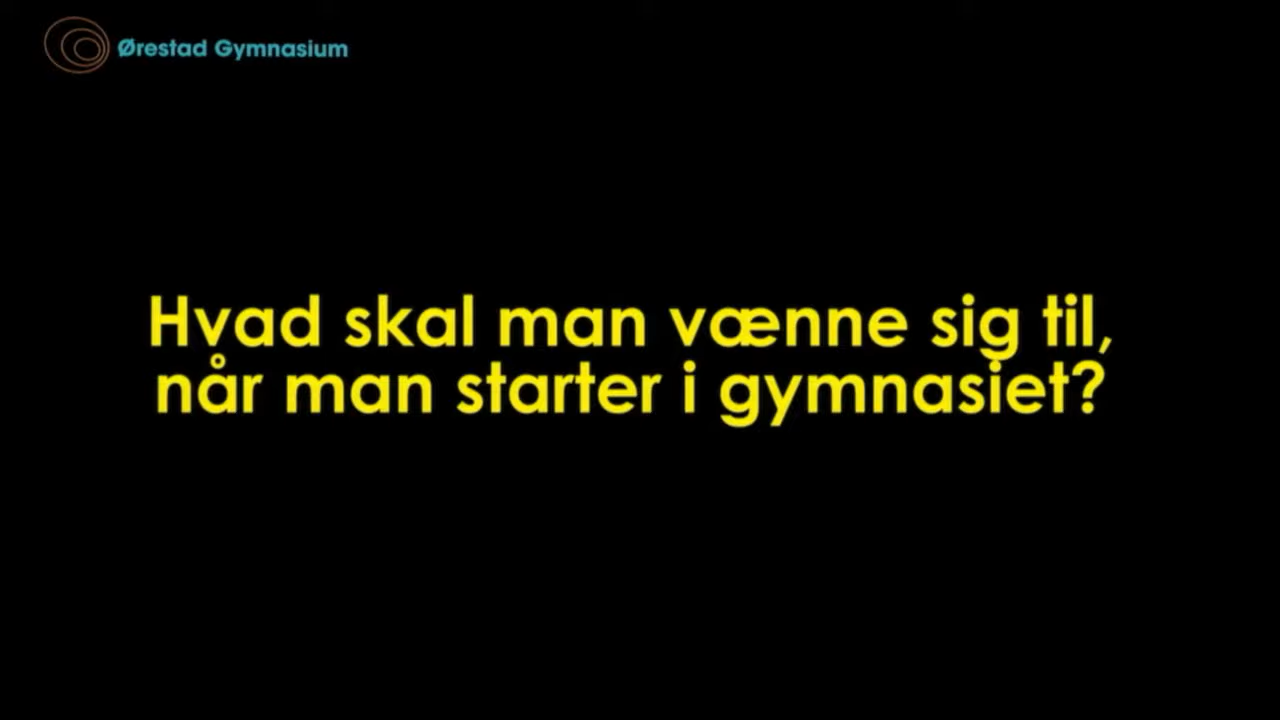 Ørestad Gymnasium
Hvad skal man vænne sig til,
når man starter i gymnasiet?